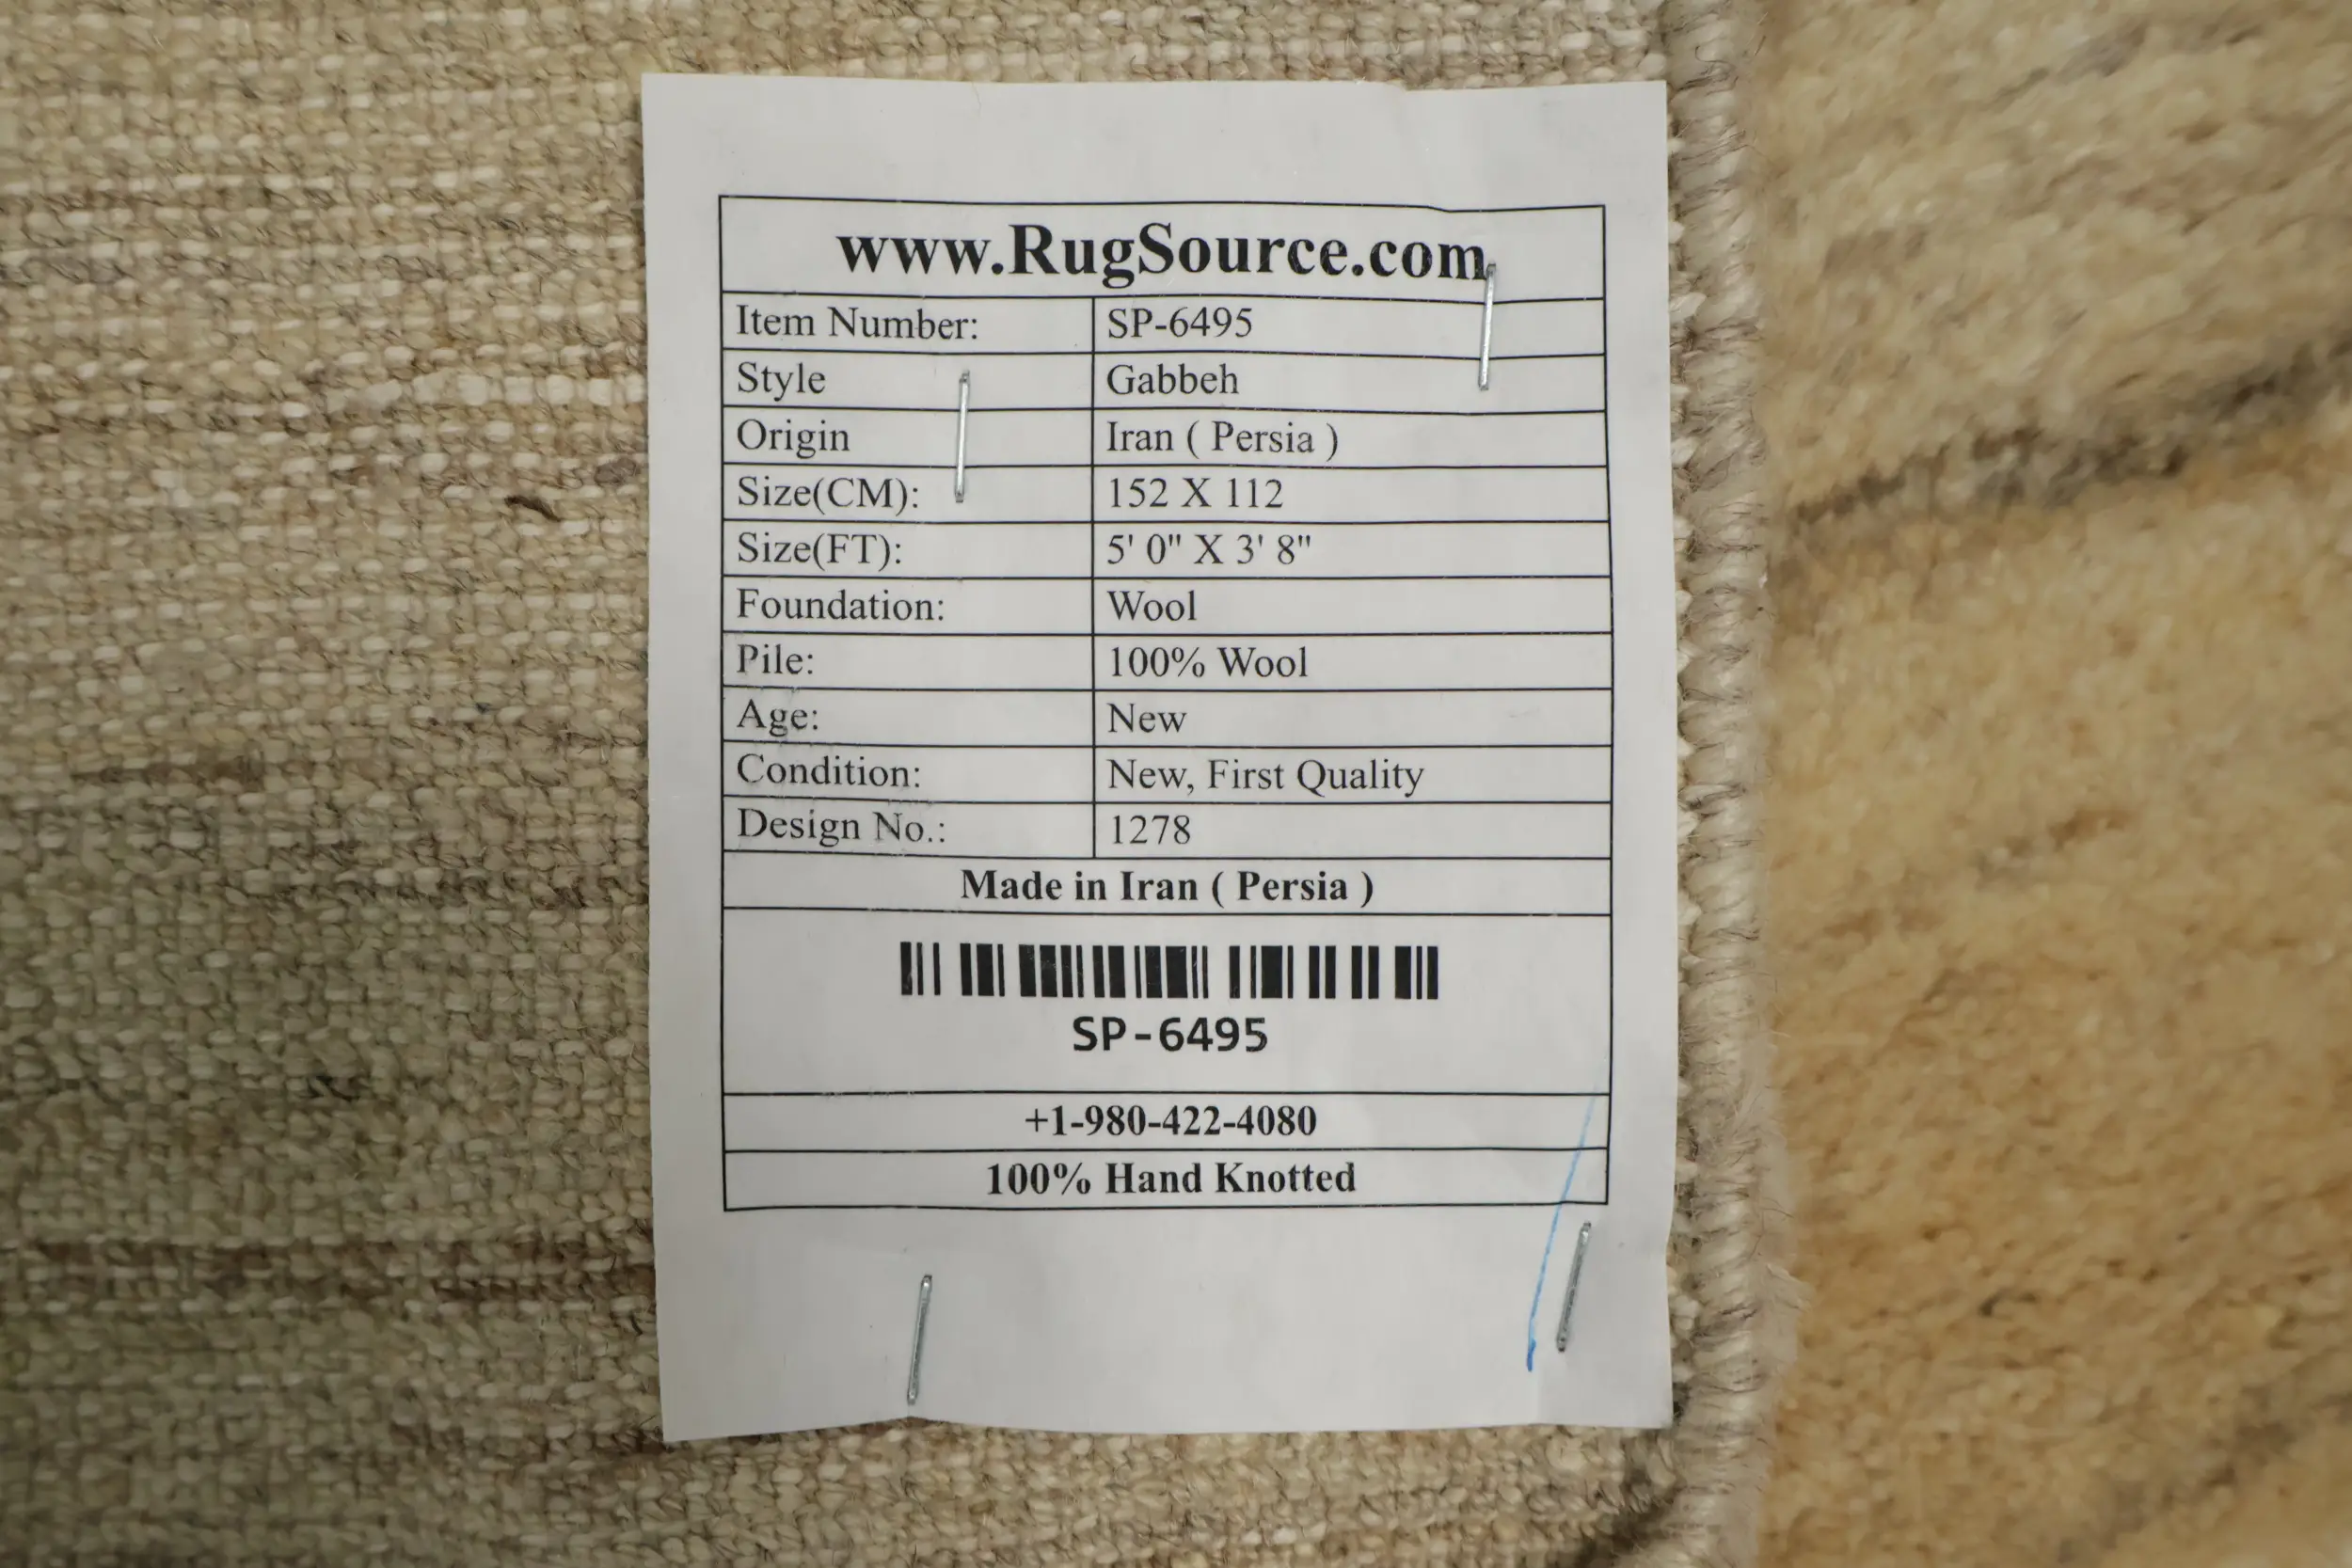 www.RugSource.com
Item Number: SP-6495
Style Gabbeh
Origin Iran ( Persia )
Size(CM): 152 X 112
Size(FT): 5' 0" X 3' 8"
Foundation: Wool
Pile: 100% Wool
Age: New
Condition: New, First Quality
Design No.: 1278
Made in Iran ( Persia )
SP-6495
+1-980-422-4080
100% Hand Knotted